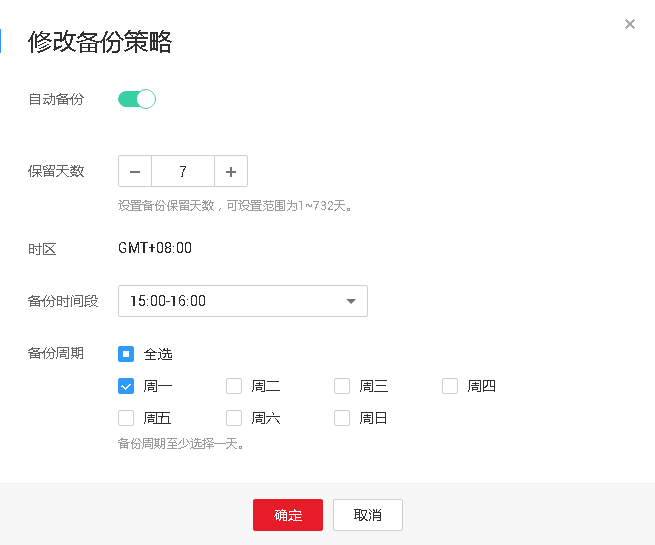 修改备份策略
自动备份
保留天数 7
设置备份保留天数，可设置范围为1~732天。
时区 GMT+08:00
备份时间段 15:00-16:00
备份周期 全选
周一 周二 周三 周四
周五 周六 周日
备份周期至少选择一天。
确定 取消